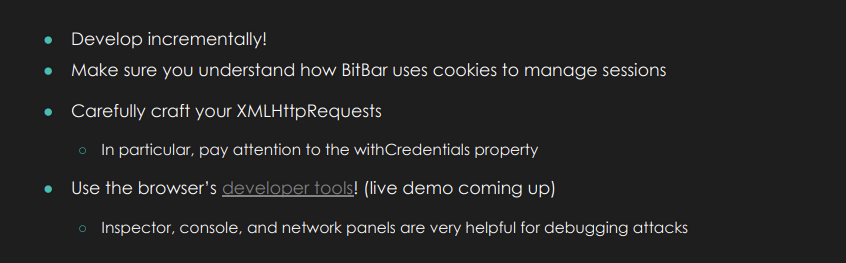 Develop incrementally!
Make sure you understand how BitBar uses cookies to manage sessions
Carefully craft your XMLHttpRequests
In particular, pay attention to the withCredentials property
Use the browser's developer tools! (live demo coming up)
Inspector, console, and network panels are very helpful for debugging attacks